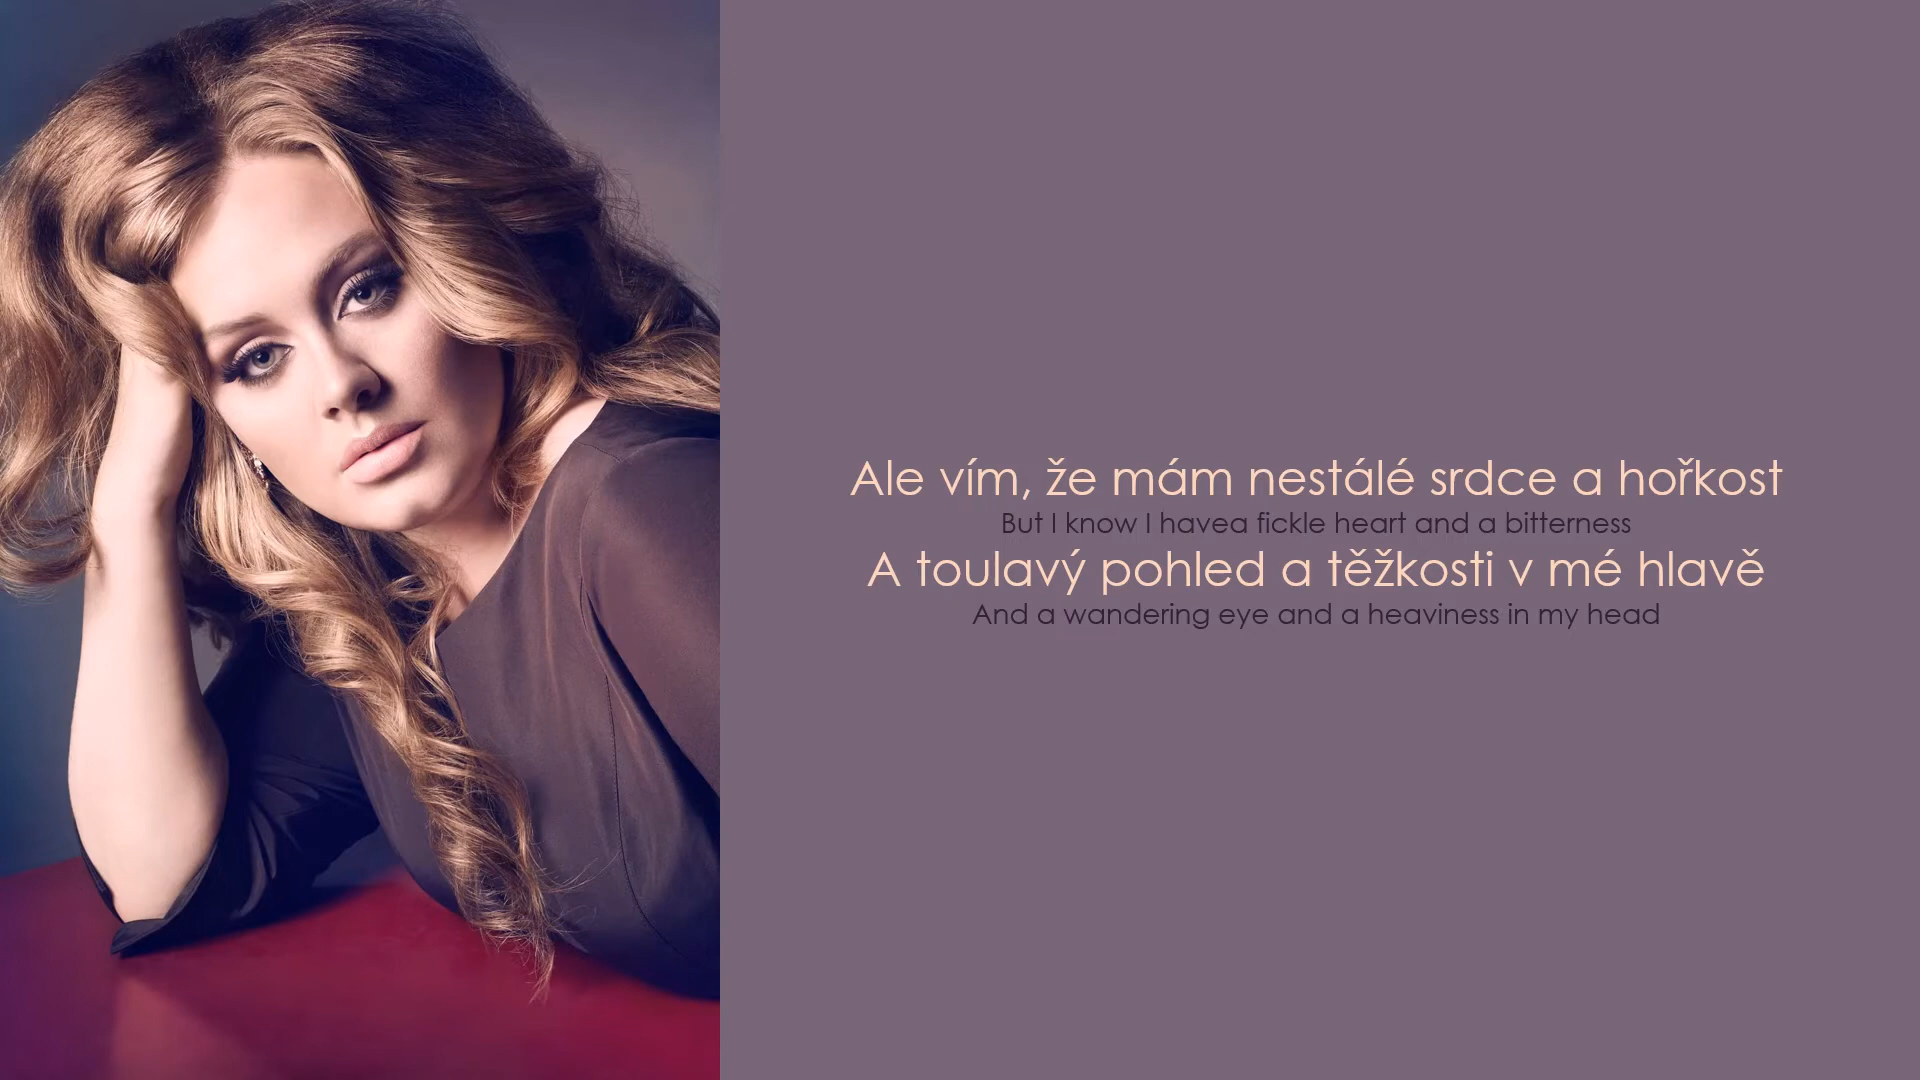 Ale vím, že mám nestálé srdce a hořkost
But I know I havea fickle heart and a bitterness
A toulavý pohled a těžkosti v mé hlavě
And a wandering eye and a heaviness in my head